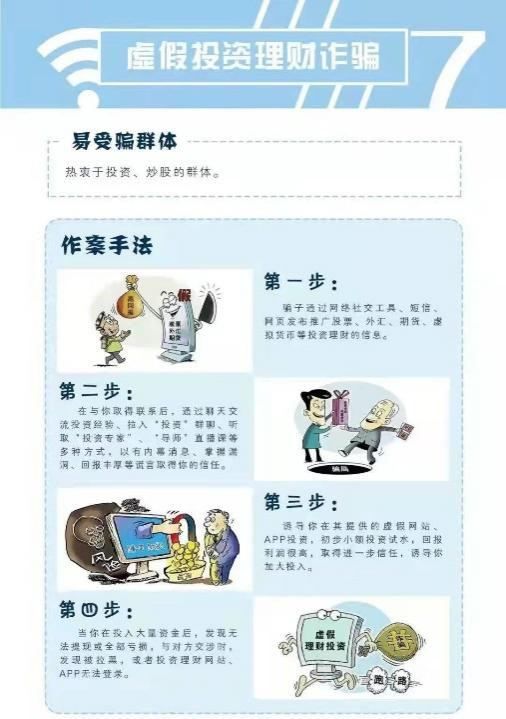 虚假投资理财诈骗
7
易受骗群体
热衷于投资、炒股的群体。
作案手法
第一步：
骗子通过网络社交工具、短信、
网页发布推广股票、外汇、期货、虚
拟货币等投资理财的信息。
假
高回报
第二步：
在与你取得联系后，通过聊天交
流投资经验、拉入“投资”群聊、听
取“投资专家”、“导师”直播课等
多种方式，以有内幕消息、掌握漏
洞、回报丰厚等谎言取得你的信任。
骗局
第三步：
诱导你在其提供的虚假网站、
APP投资，初步小额投资试水，回报
利润很高，取得进一步信任，诱导你
加大投入。
风险
第四步：
当你在投入大量资金后，发现无
法提现或全部亏损，与对方交涉时，
发现被拉黑，或者投资理财网站、
APP无法登录。
虚假
理财投资
诈骗
跑路